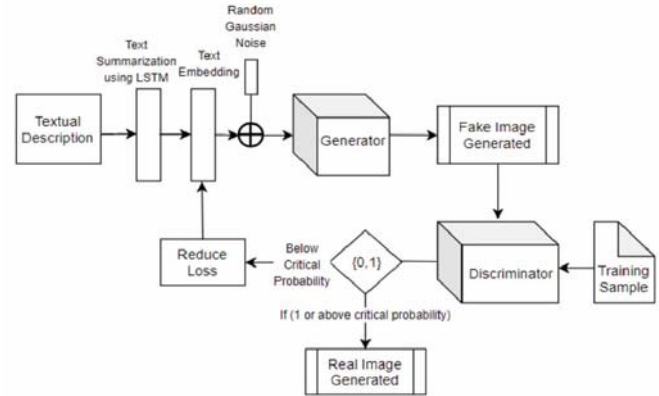 Random
Gaussian
Noise
Text
Summarization
using LSTM
Text
Embedding
Textual
Description
Generator
Fake Image
Generated
Reduce
Loss
Below
Critical
Probability
{0,1}
Discriminator
Training
Sample
If (1 or above critical probability)
Real Image
Generated